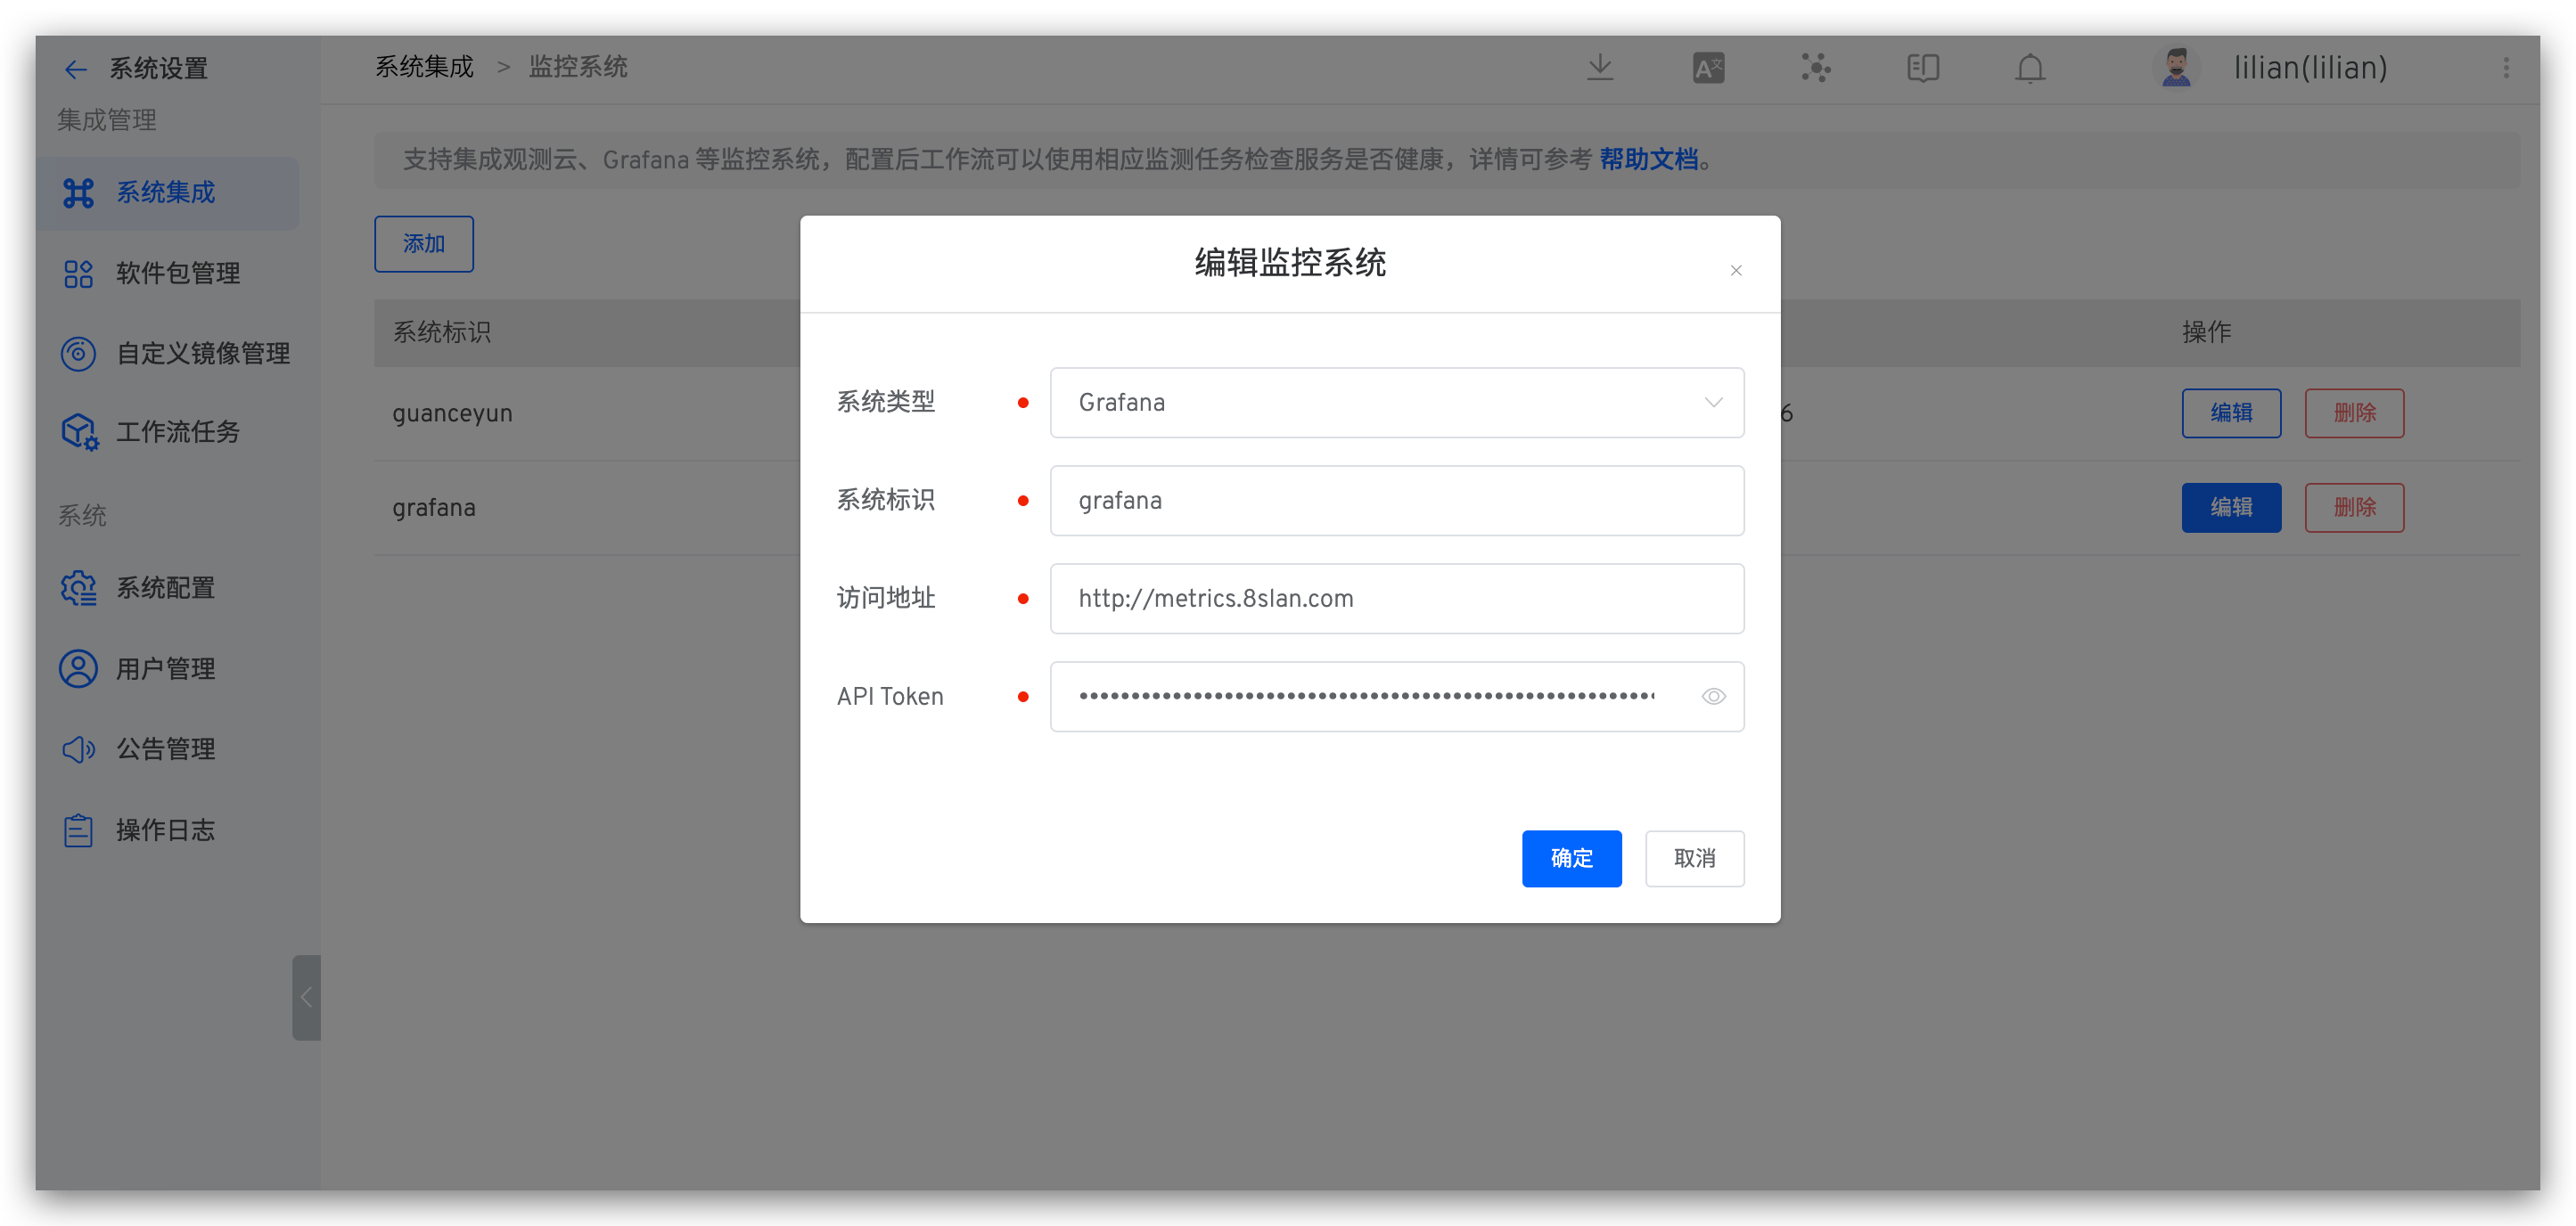 系统设置
集成管理
系统集成
软件包管理
自定义镜像管理
工作流任务
系统
系统配置
用户管理
公告管理
操作日志
系统集成 > 监控系统
lilian(lilian)
支持集成观测云、Grafana 等监控系统，配置后工作流可以使用相应监测任务检查服务是否健康，详情可参考 帮助文档。
添加
系统标识 操作
guanceyun 6 编辑 删除
grafana 编辑 删除
编辑监控系统
系统类型 Grafana
系统标识 grafana
访问地址 http://metrics.8slan.com
API Token
确定 取消